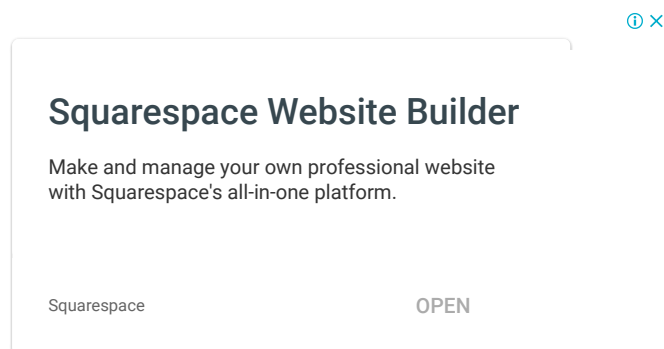 Squarespace Website Builder
Make and manage your own professional website
with Squarespace's all-in-one platform.
Squarespace
OPEN